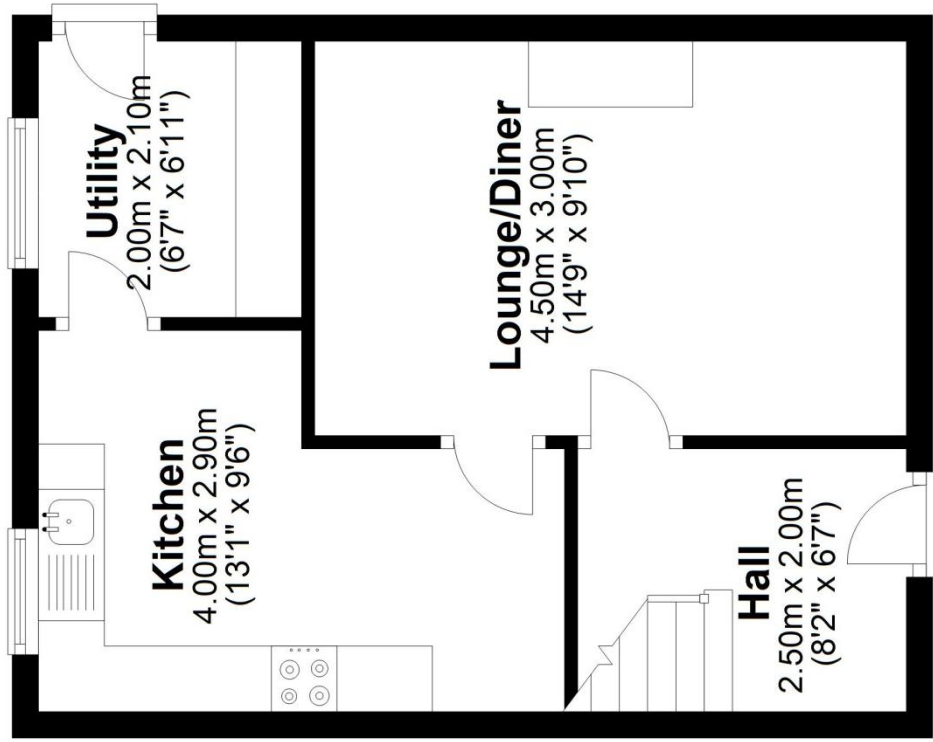 Utility
2.00m x 2.10m
(6'7" x 6'11")
Lounge/Diner
4.50m x 3.00m
(14'9" x 9'10")
Kitchen
4.00m x 2.90m
(13'1" x 9'6")
Hall
2.50m x 2.00m
(8'2" x 6'7")